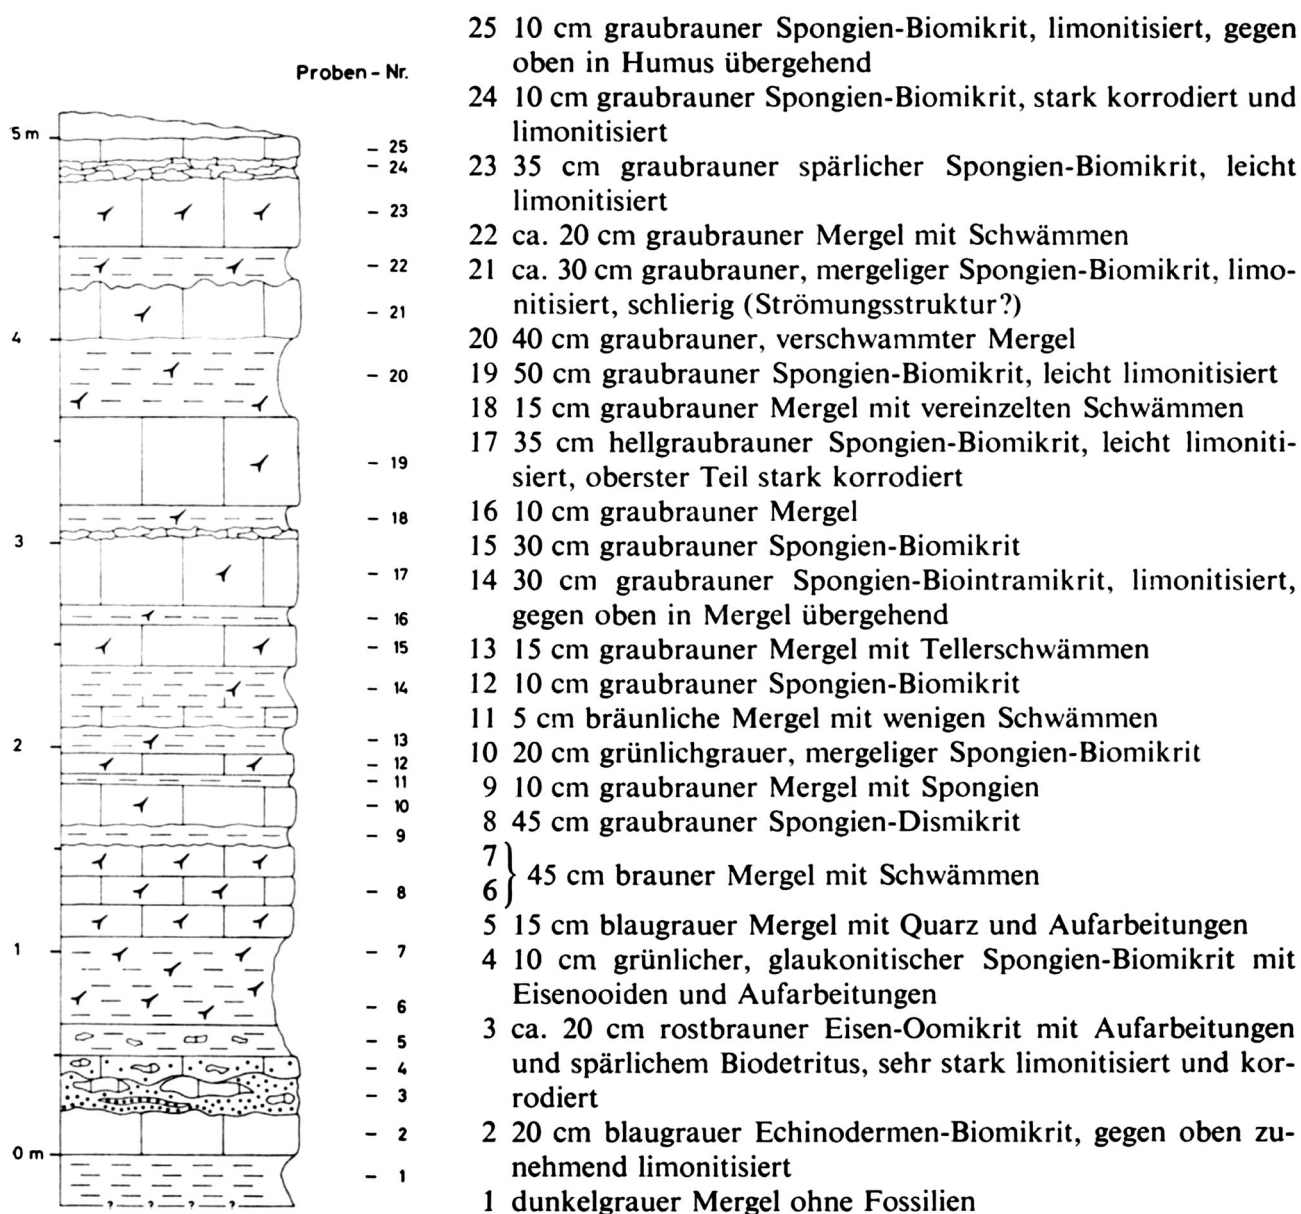 Proben - Nr.
5 m
4
3
2
1
0 m
- 25
- 24
- 23
- 22
- 21
- 20
- 19
- 18
- 17
- 16
- 15
- 14
- 13
- 12
- 11
- 10
- 9
- 8
- 7
- 6
- 5
- 4
- 3
- 2
- 1
? ? ? ?
25 10 cm graubrauner Spongien-Biomikrit, limonitisiert, gegen
oben in Humus übergehend
24 10 cm graubrauner Spongien-Biomikrit, stark korrodiert und
limonitisiert
23 35 cm graubrauner spärlicher Spongien-Biomikrit, leicht
limonitisiert
22 ca. 20 cm graubrauner Mergel mit Schwämmen
21 ca. 30 cm graubrauner, mergeliger Spongien-Biomikrit, limo-
nitisiert, schlierig (Strömungsstruktur?)
20 40 cm graubrauner, verschwammter Mergel
19 50 cm graubrauner Spongien-Biomikrit, leicht limonitisiert
18 15 cm graubrauner Mergel mit vereinzelten Schwämmen
17 35 cm hellgraubrauner Spongien-Biomikrit, leicht limoniti-
siert, oberster Teil stark korrodiert
16 10 cm graubrauner Mergel
15 30 cm graubrauner Spongien-Biomikrit
14 30 cm graubrauner Spongien-Biointramikrit, limonitisiert,
gegen oben in Mergel übergehend
13 15 cm graubrauner Mergel mit Tellerschwämmen
12 10 cm graubrauner Spongien-Biomikrit
11 5 cm bräunliche Mergel mit wenigen Schwämmen
10 20 cm grünlichgrauer, mergeliger Spongien-Biomikrit
9 10 cm graubrauner Mergel mit Spongien
8 45 cm graubrauner Spongien-Dismikrit
7
6 } 45 cm brauner Mergel mit Schwämmen
5 15 cm blaugrauer Mergel mit Quarz und Aufarbeitungen
4 10 cm grünlicher, glaukonitischer Spongien-Biomikrit mit
Eisenooiden und Aufarbeitungen
3 ca. 20 cm rostbrauner Eisen-Oomikrit mit Aufarbeitungen
und spärlichem Biodetritus, sehr stark limonitisiert und kor-
rodiert
2 20 cm blaugrauer Echinodermen-Biomikrit, gegen oben zu-
nehmend limonitisiert
1 dunkelgrauer Mergel ohne Fossilien